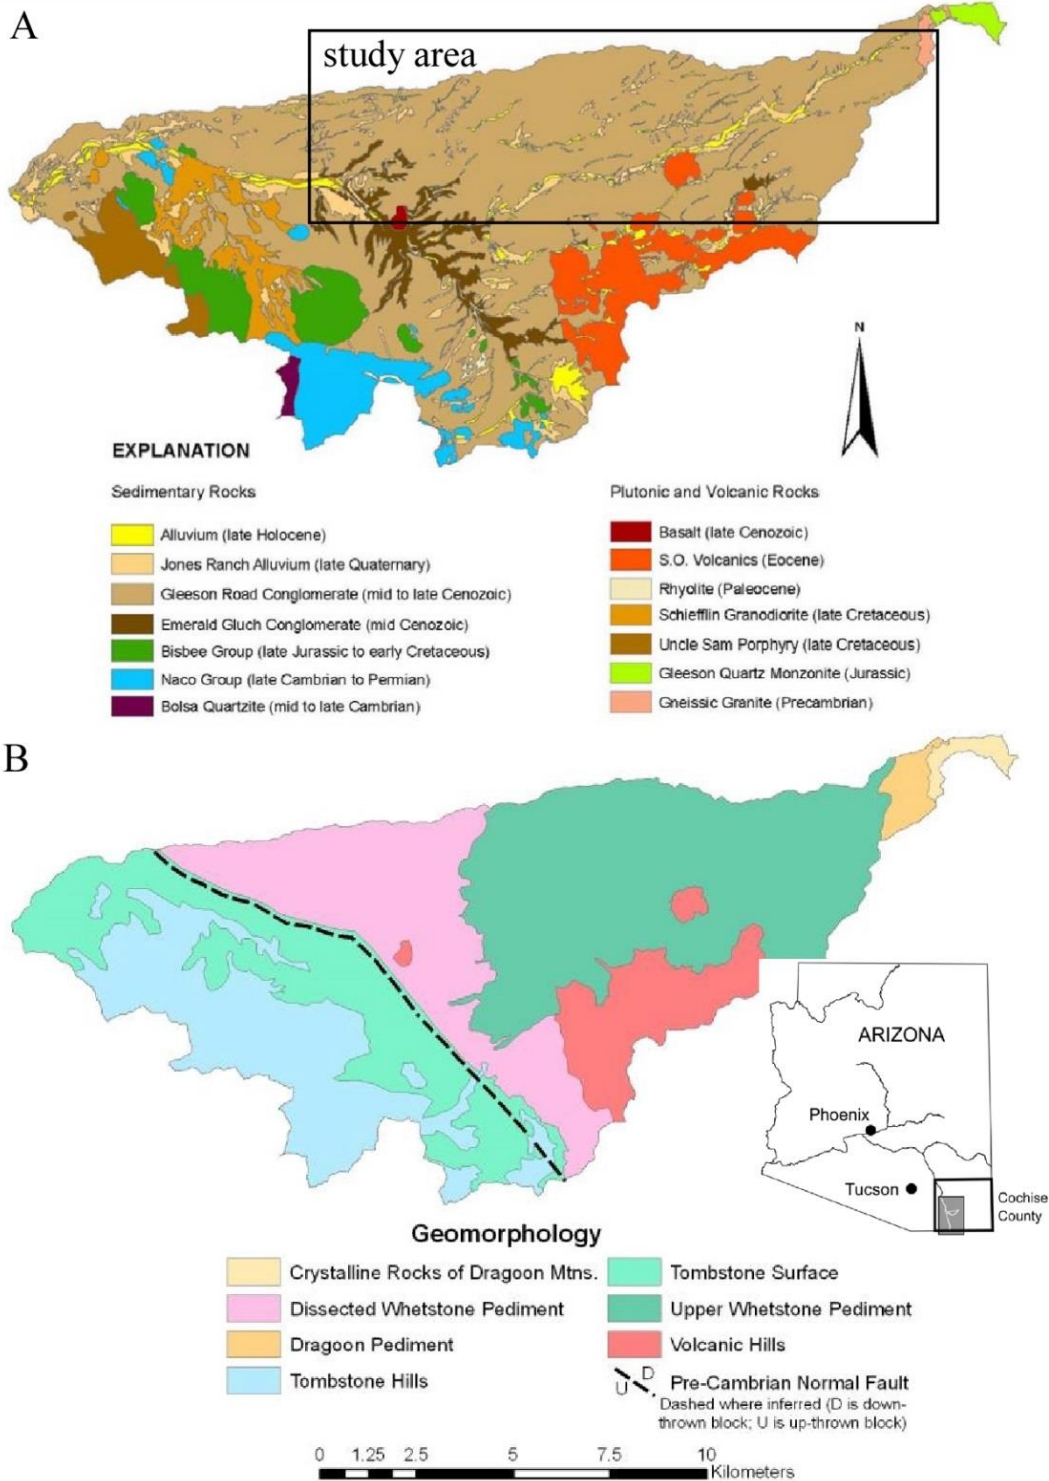 A
study area
N
EXPLANATION
Sedimentary Rocks
Alluvium (late Holocene)
Jones Ranch Alluvium (late Quaternary)
Gleeson Road Conglomerate (mid to late Cenozoic)
Emerald Gluch Conglomerate (mid Cenozoic)
Bisbee Group (late Jurassic to early Cretaceous)
Naco Group (late Cambrian to Permian)
Bolsa Quartzite (mid to late Cambrian)
Plutonic and Volcanic Rocks
Basalt (late Cenozoic)
S.O. Volcanics (Eocene)
Rhyolite (Paleocene)
Schiefflin Granodiorite (late Cretaceous)
Uncle Sam Porphyry (late Cretaceous)
Gleeson Quartz Monzonite (Jurassic)
Gneissic Granite (Precambrian)
B
ARIZONA
Phoenix
Tucson
Cochise
County
Geomorphology
Crystalline Rocks of Dragoon Mtns.
Dissected Whetstone Pediment
Dragoon Pediment
Tombstone Hills
Tombstone Surface
Upper Whetstone Pediment
Volcanic Hills
D
U
Pre-Cambrian Normal Fault
Dashed where inferred (D is down-
thrown block; U is up-thrown block)
0 1.25 2.5 5 7.5 10
Kilometers